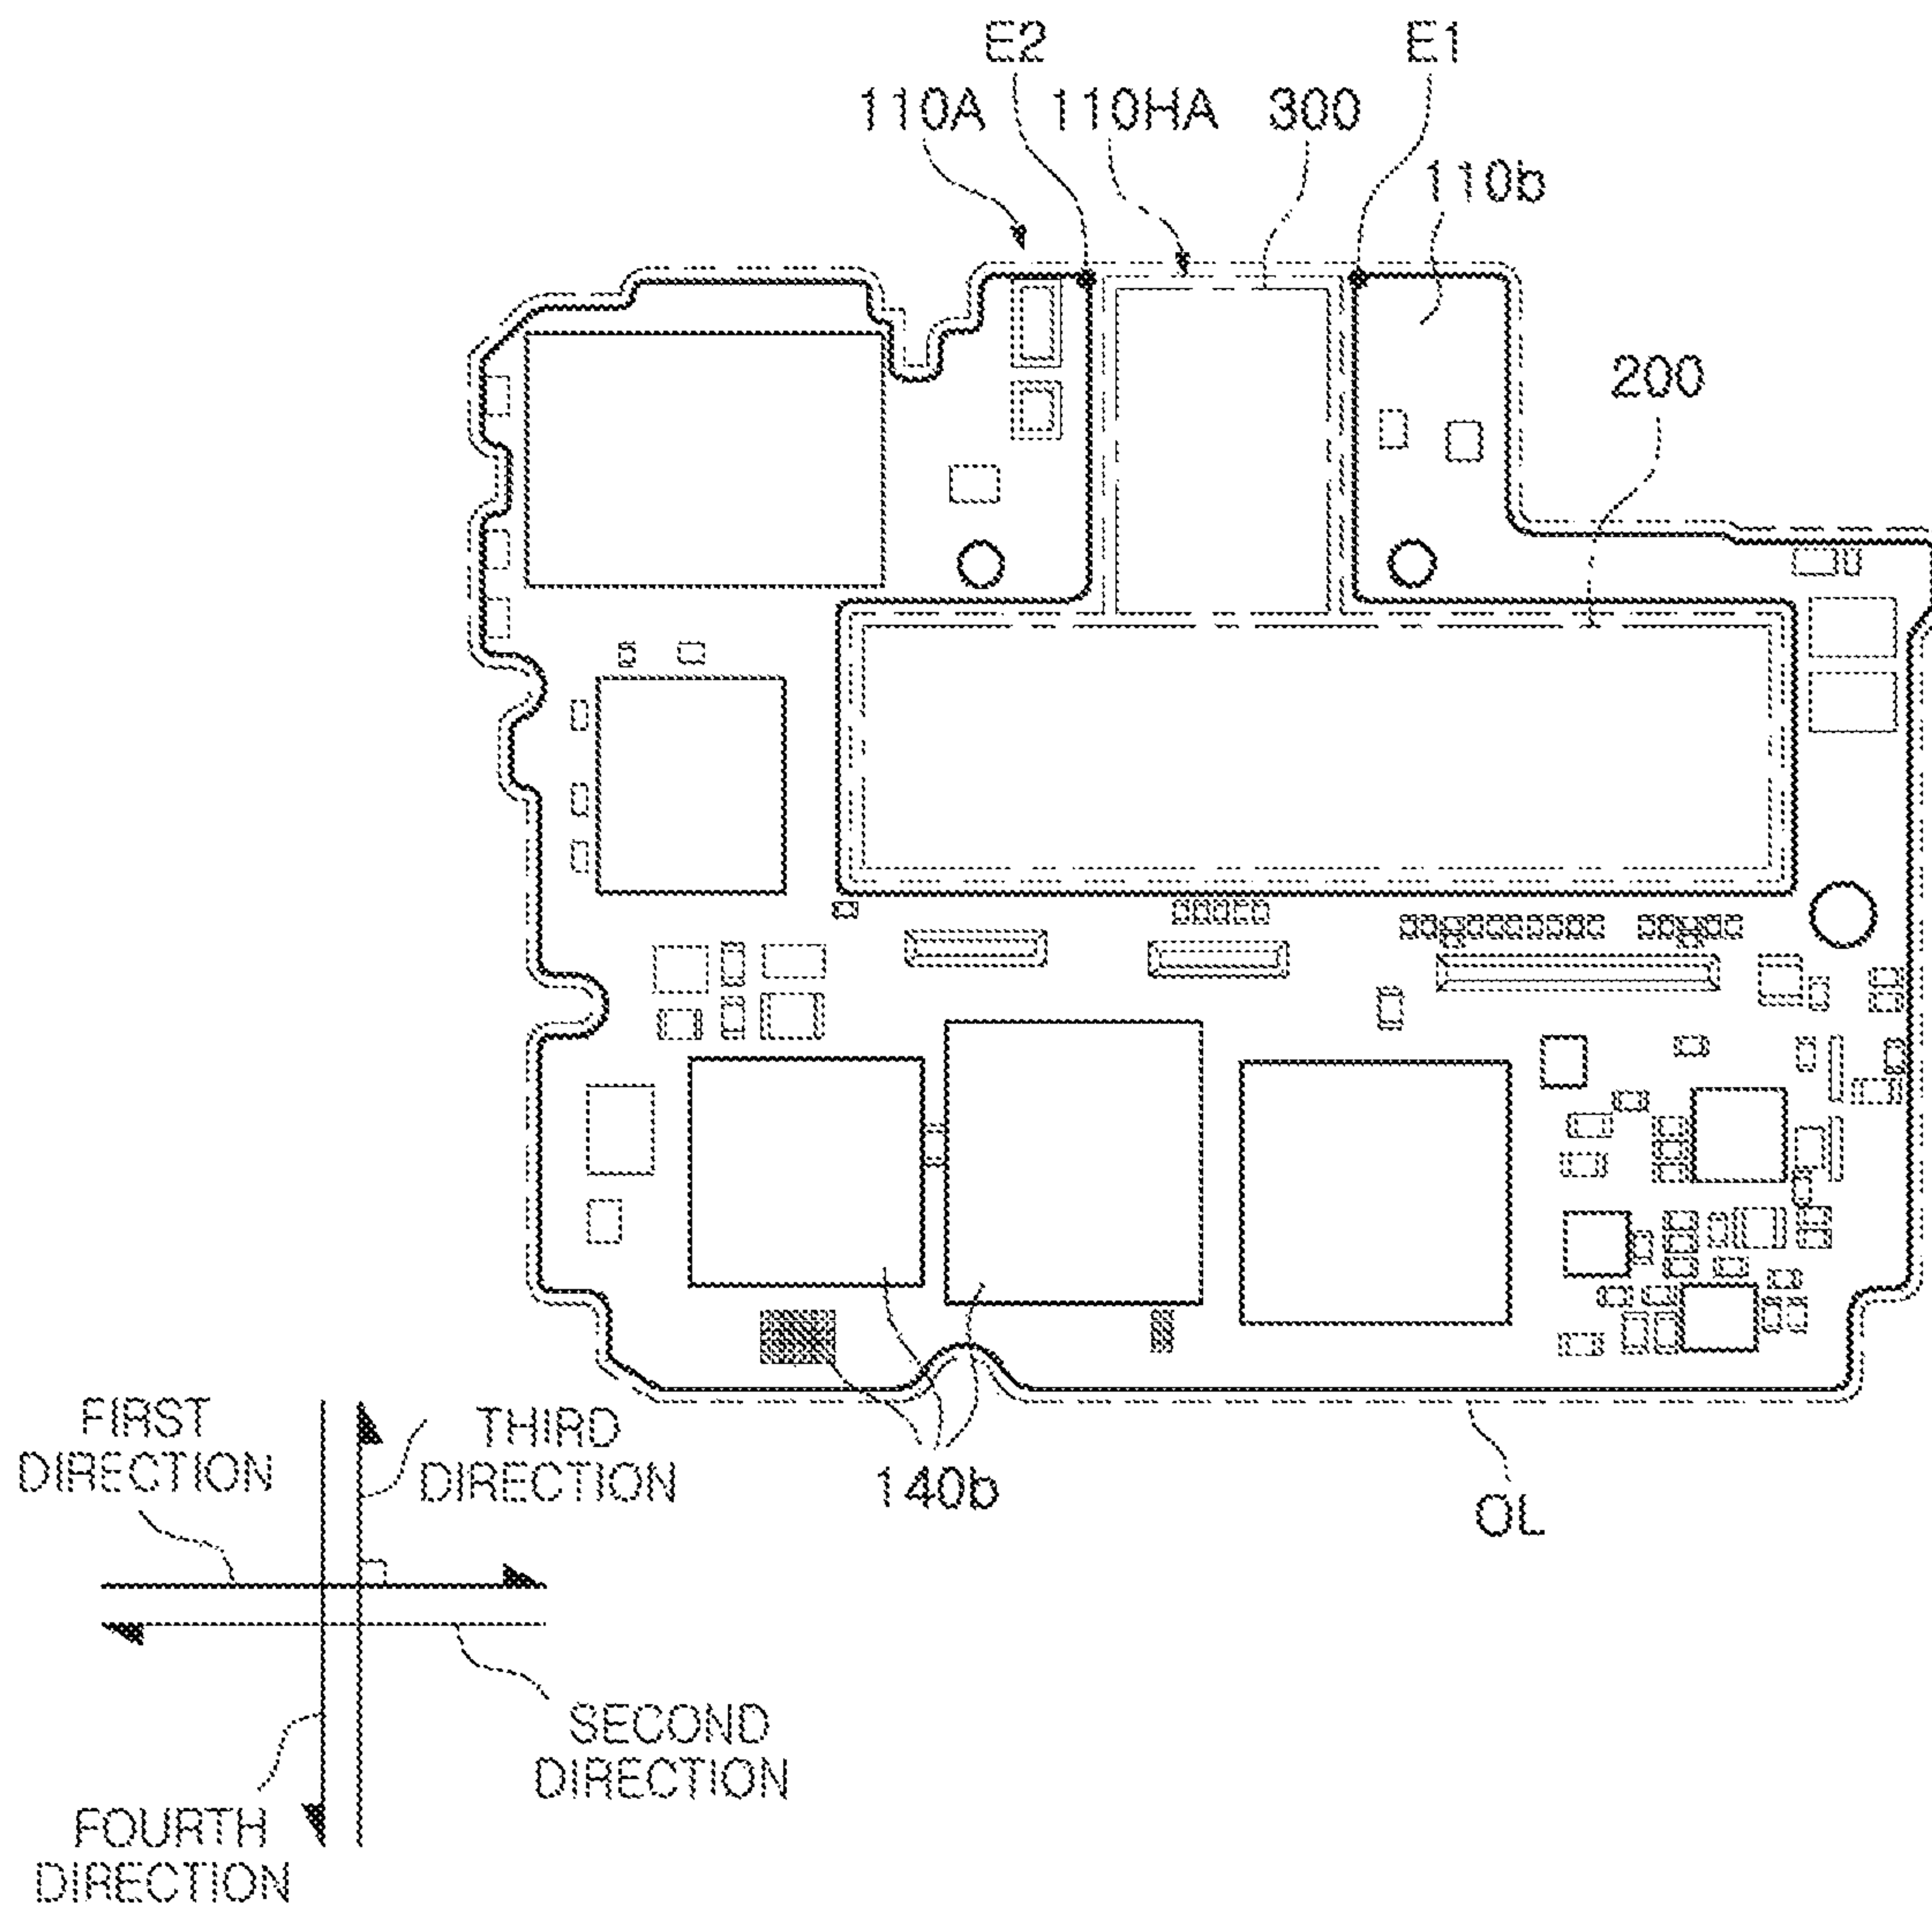 E2
E1
110A
110HA
300
110b
200
FIRST
DIRECTION
THIRD
DIRECTION
140b
OL
SECOND
DIRECTION
FOURTH
DIRECTION